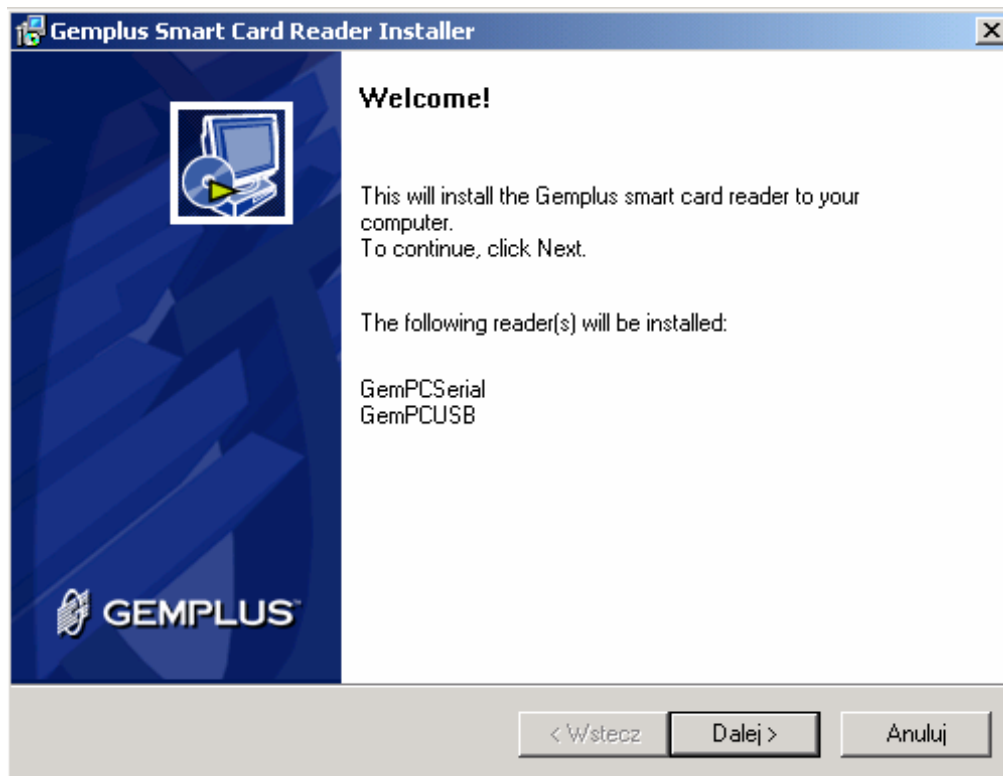 Gemplus Smart Card Reader Installer
Welcome!
This will install the Gemplus smart card reader to your
computer.
To continue, click Next.
The following reader(s) will be installed:
GemPCSerial
GemPCUSB
GEMPLUS™
< Wstecz
Dalej >
Anuluj